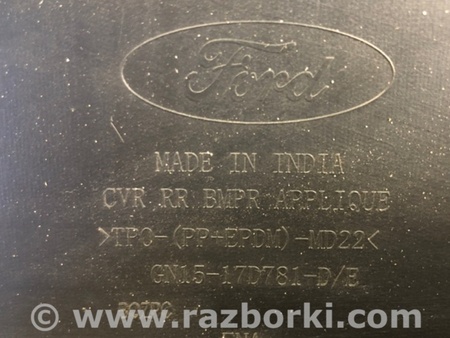 Ford
MADE IN INDIA
CVR RR BMPR APPLIQUE
>TPO-(PP+EPDM)-MD22<
GN15-17D781-D/E
© www.razborki.com